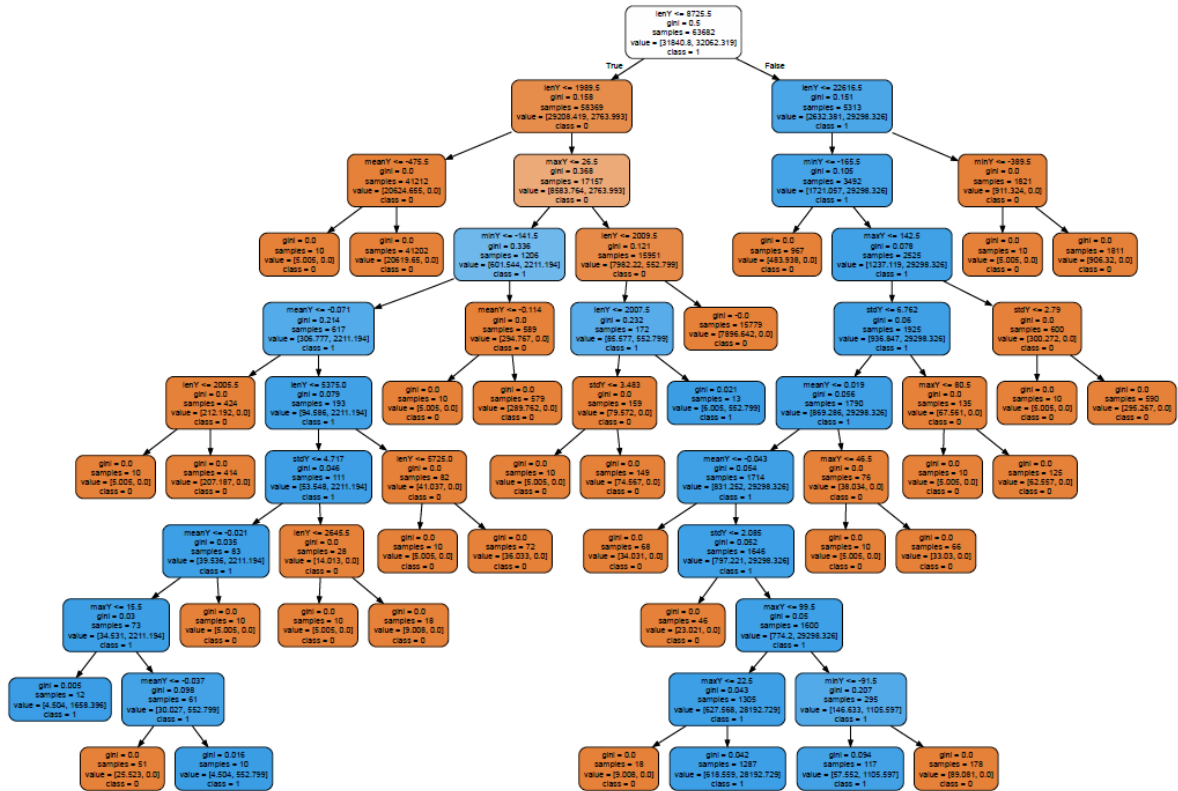 lenY <= 8725.5
gini = 0.5
samples = 63682
value = [31840.8, 32062.319]
class = 1
True
False
lenY <= 1989.5
gini = 0.158
samples = 58369
value = [29208.419, 2763.993]
class = 0
lenY <= 22616.5
gini = 0.151
samples = 5313
value = [2632.381, 29298.326]
class = 1
meanY <= -475.5
gini = 0.0
samples = 41212
value = [20624.655, 0.0]
class = 0
maxY <= 26.5
gini = 0.368
samples = 17157
value = [8583.764, 2763.993]
class = 0
minY <= -165.5
gini = 0.105
samples = 3492
value = [1721.057, 29298.326]
class = 1
minY <= -389.5
gini = 0.0
samples = 1821
value = [911.324, 0.0]
class = 0
gini = 0.0
samples = 10
value = [5.005, 0.0]
class = 0
gini = 0.0
samples = 41202
value = [20619.65, 0.0]
class = 0
minY <= -141.5
gini = 0.336
samples = 1206
value = [601.544, 2211.194]
class = 1
lenY <= 2009.5
gini = 0.121
samples = 15951
value = [7982.22, 552.799]
class = 0
gini = 0.0
samples = 967
value = [483.938, 0.0]
class = 0
maxY <= 142.5
gini = 0.078
samples = 2525
value = [1237.119, 29298.326]
class = 1
gini = 0.0
samples = 10
value = [5.005, 0.0]
class = 0
gini = 0.0
samples = 1811
value = [906.32, 0.0]
class = 0
meanY <= -0.071
gini = 0.214
samples = 617
value = [306.777, 2211.194]
class = 1
meanY <= -0.114
gini = 0.0
samples = 589
value = [294.767, 0.0]
class = 0
lenY <= 2007.5
gini = 0.232
samples = 172
value = [85.577, 552.799]
class = 1
gini = -0.0
samples = 15779
value = [7896.642, 0.0]
class = 0
stdY <= 6.762
gini = 0.06
samples = 1925
value = [936.847, 29298.326]
class = 1
stdY <= 2.79
gini = 0.0
samples = 600
value = [300.272, 0.0]
class = 0
lenY <= 2005.5
gini = 0.0
samples = 424
value = [212.192, 0.0]
class = 0
lenY <= 5375.0
gini = 0.079
samples = 193
value = [94.586, 2211.194]
class = 1
gini = 0.0
samples = 10
value = [5.005, 0.0]
class = 0
gini = 0.0
samples = 579
value = [289.762, 0.0]
class = 0
stdY <= 3.483
gini = 0.0
samples = 159
value = [79.572, 0.0]
class = 0
gini = 0.021
samples = 13
value = [6.005, 552.799]
class = 1
meanY <= 0.019
gini = 0.056
samples = 1790
value = [869.286, 29298.326]
class = 1
maxY <= 80.5
gini = 0.0
samples = 135
value = [67.561, 0.0]
class = 0
gini = 0.0
samples = 10
value = [5.005, 0.0]
class = 0
gini = 0.0
samples = 590
value = [295.267, 0.0]
class = 0
gini = 0.0
samples = 10
value = [5.005, 0.0]
class = 0
gini = 0.0
samples = 414
value = [207.187, 0.0]
class = 0
stdY <= 4.717
gini = 0.046
samples = 111
value = [53.548, 2211.194]
class = 1
lenY <= 5725.0
gini = 0.0
samples = 82
value = [41.037, 0.0]
class = 0
gini = 0.0
samples = 10
value = [5.005, 0.0]
class = 0
gini = 0.0
samples = 149
value = [74.567, 0.0]
class = 0
meanY <= -0.043
gini = 0.054
samples = 1714
value = [831.252, 29298.326]
class = 1
maxY <= 46.5
gini = 0.0
samples = 76
value = [38.034, 0.0]
class = 0
gini = 0.0
samples = 10
value = [5.005, 0.0]
class = 0
gini = 0.0
samples = 125
value = [62.557, 0.0]
class = 0
meanY <= -0.021
gini = 0.035
samples = 83
value = [39.536, 2211.194]
class = 1
lenY <= 2645.5
gini = 0.0
samples = 28
value = [14.013, 0.0]
class = 0
gini = 0.0
samples = 10
value = [5.005, 0.0]
class = 0
gini = 0.0
samples = 72
value = [36.033, 0.0]
class = 0
gini = 0.0
samples = 68
value = [34.031, 0.0]
class = 0
stdY <= 2.085
gini = 0.052
samples = 1646
value = [797.221, 29298.326]
class = 1
gini = 0.0
samples = 10
value = [5.005, 0.0]
class = 0
gini = 0.0
samples = 66
value = [33.03, 0.0]
class = 0
maxY <= 15.5
gini = 0.03
samples = 73
value = [34.531, 2211.194]
class = 1
gini = 0.0
samples = 10
value = [5.005, 0.0]
class = 0
gini = 0.0
samples = 10
value = [5.005, 0.0]
class = 0
gini = 0.0
samples = 18
value = [9.008, 0.0]
class = 0
gini = 0.0
samples = 46
value = [23.021, 0.0]
class = 0
maxY <= 99.5
gini = 0.05
samples = 1600
value = [774.2, 29298.326]
class = 1
gini = 0.005
samples = 12
value = [4.504, 1658.396]
class = 1
meanY <= -0.037
gini = 0.098
samples = 61
value = [30.027, 552.799]
class = 1
maxY <= 22.5
gini = 0.043
samples = 1305
value = [627.568, 28192.729]
class = 1
minY <= -91.5
gini = 0.207
samples = 295
value = [146.633, 1105.597]
class = 1
gini = 0.0
samples = 51
value = [25.523, 0.0]
class = 0
gini = 0.016
samples = 10
value = [4.504, 552.799]
class = 1
gini = 0.0
samples = 18
value = [9.008, 0.0]
class = 0
gini = 0.042
samples = 1287
value = [618.559, 28192.729]
class = 1
gini = 0.094
samples = 117
value = [57.552, 1105.597]
class = 1
gini = 0.0
samples = 178
value = [89.081, 0.0]
class = 0